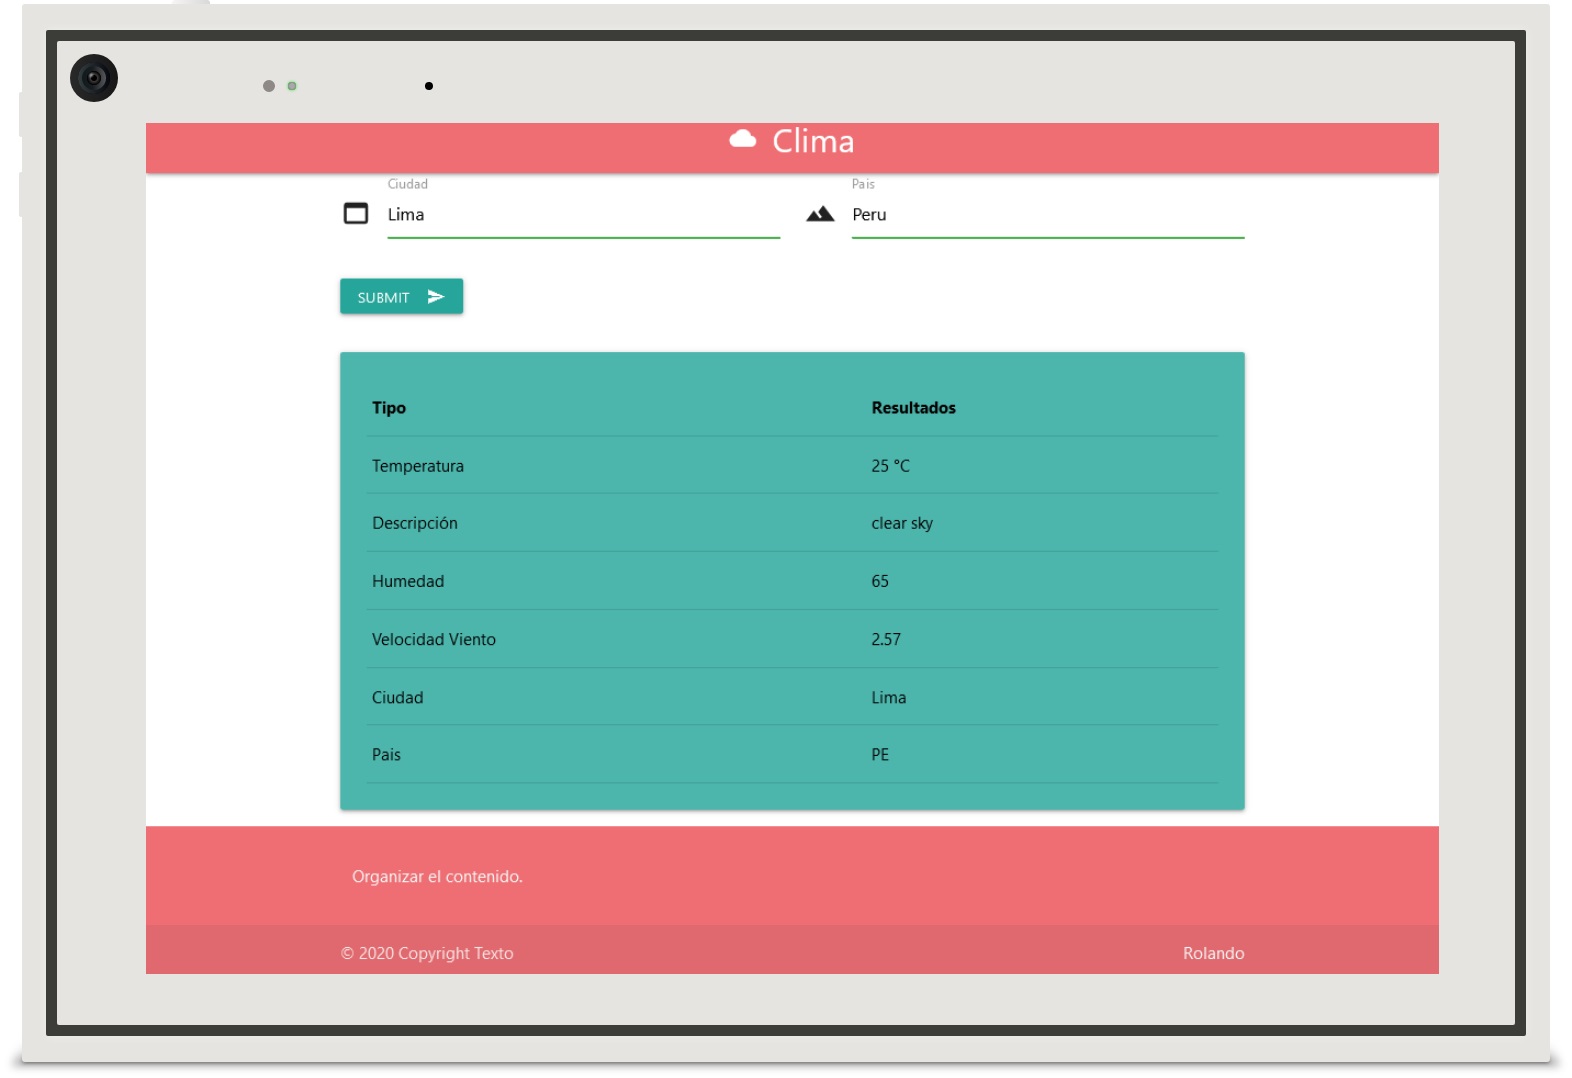 Clima
Ciudad Pais
Lima Peru
SUBMIT
Tipo Resultados
Temperatura 25 °C
Descripción clear sky
Humedad 65
Velocidad Viento 2.57
Ciudad Lima
Pais PE
Organizar el contenido.
© 2020 Copyright Texto Rolando